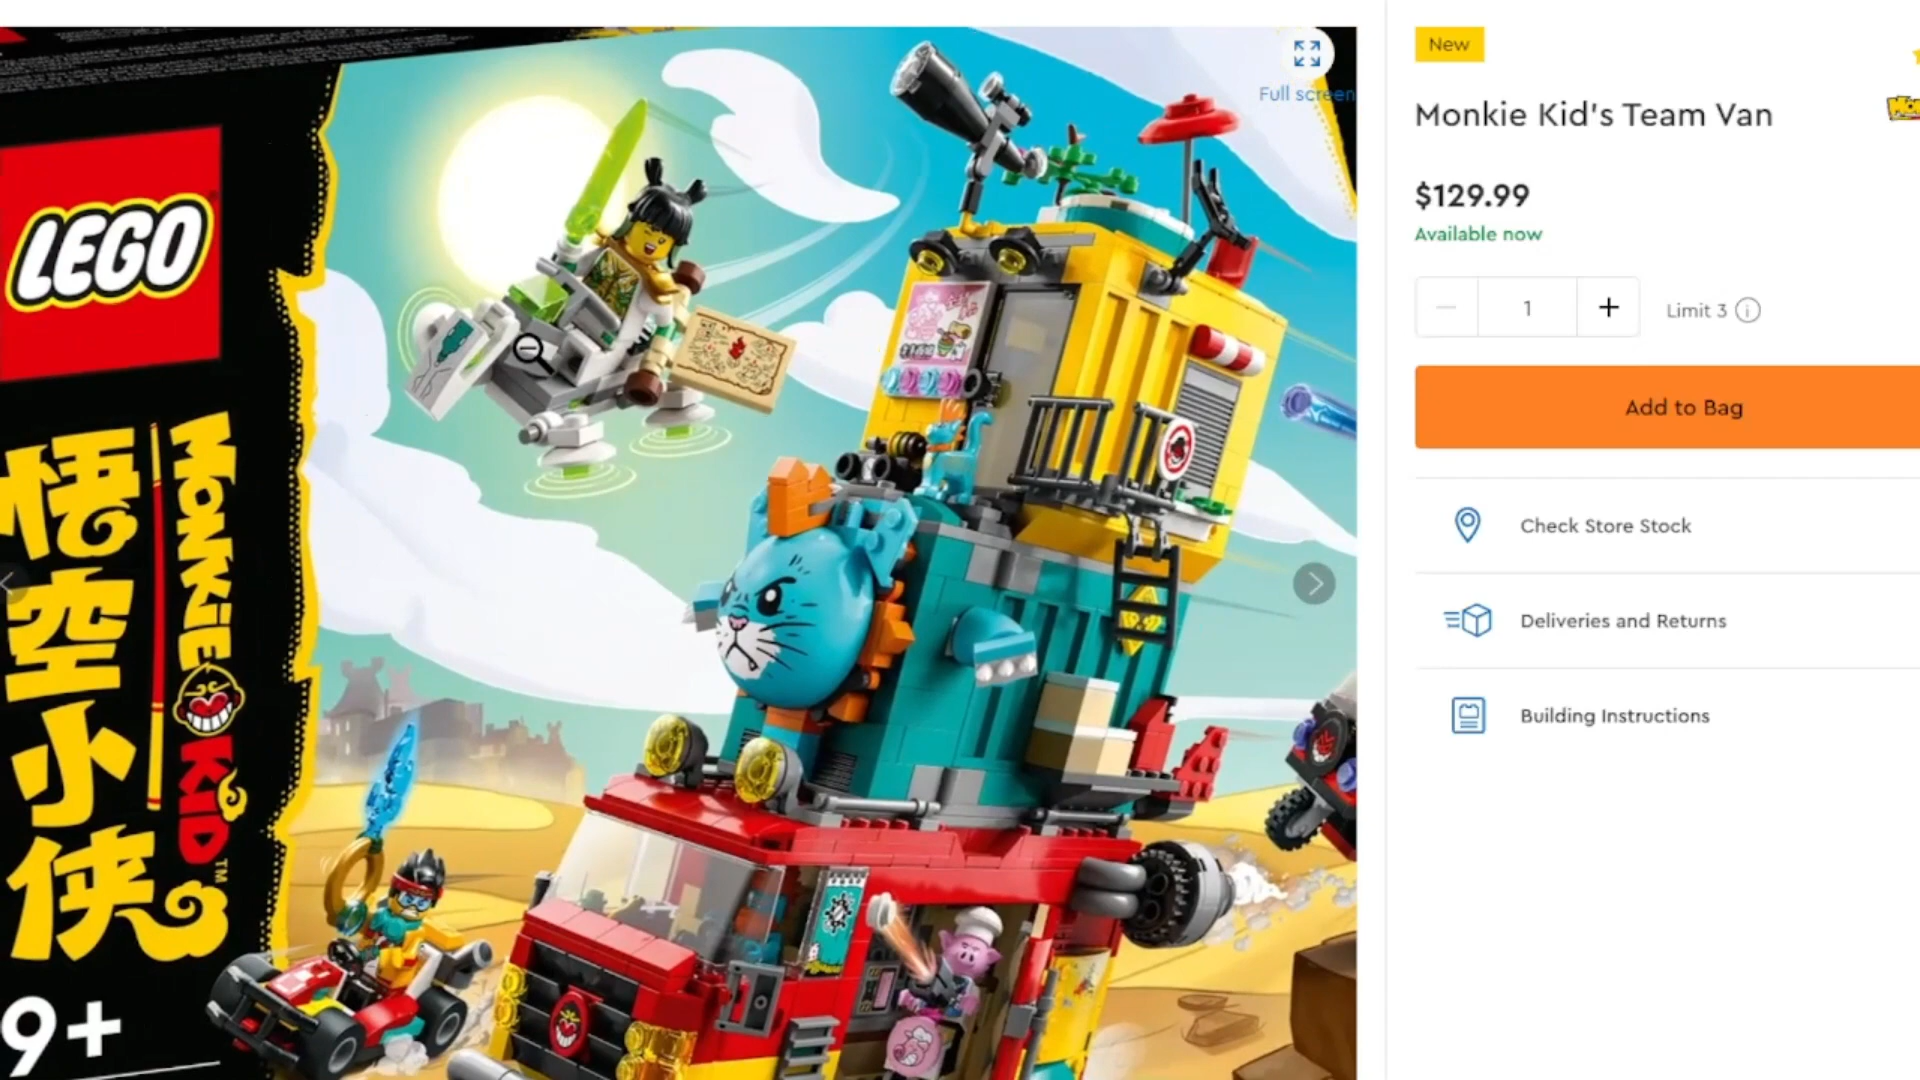 LEGO
悟空小侠
MONKIE KID™
9+
Full screen
New
Monkie Kid's Team Van
$129.99
Available now
1
Limit 3
Add to Bag
Check Store Stock
Deliveries and Returns
Building Instructions